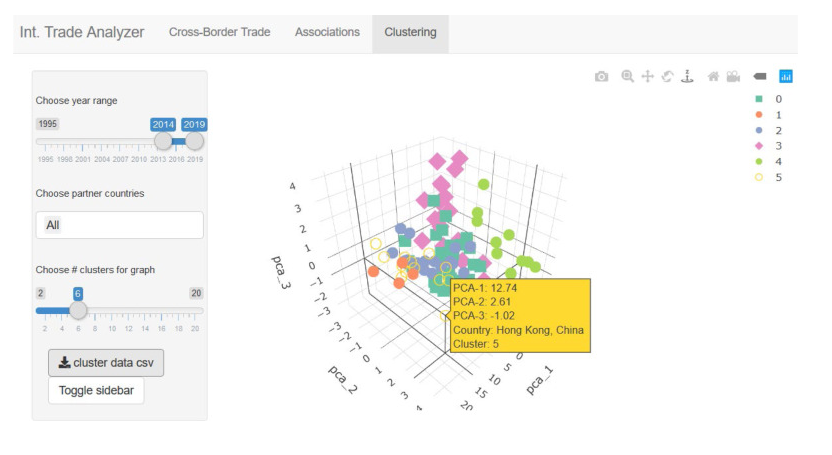 Int. Trade Analyzer Cross-Border Trade Associations Clustering
Choose year range
1995 2014 2019
1995 1998 2001 2004 2007 2010 2013 2016 2019
Choose partner countries
All
Choose # clusters for graph
2 6 20
2 4 6 8 10 12 14 16 18 20
cluster data csv
Toggle sidebar
4
3
2
1
0
−1
−2
−3
pca_3
−3
−2
−1
0
1
2
3
4
pca_2
0
5
10
15
20
pca_1
PCA-1: 12.74
PCA-2: 2.61
PCA-3: -1.02
Country: Hong Kong, China
Cluster: 5
0
1
2
3
4
5